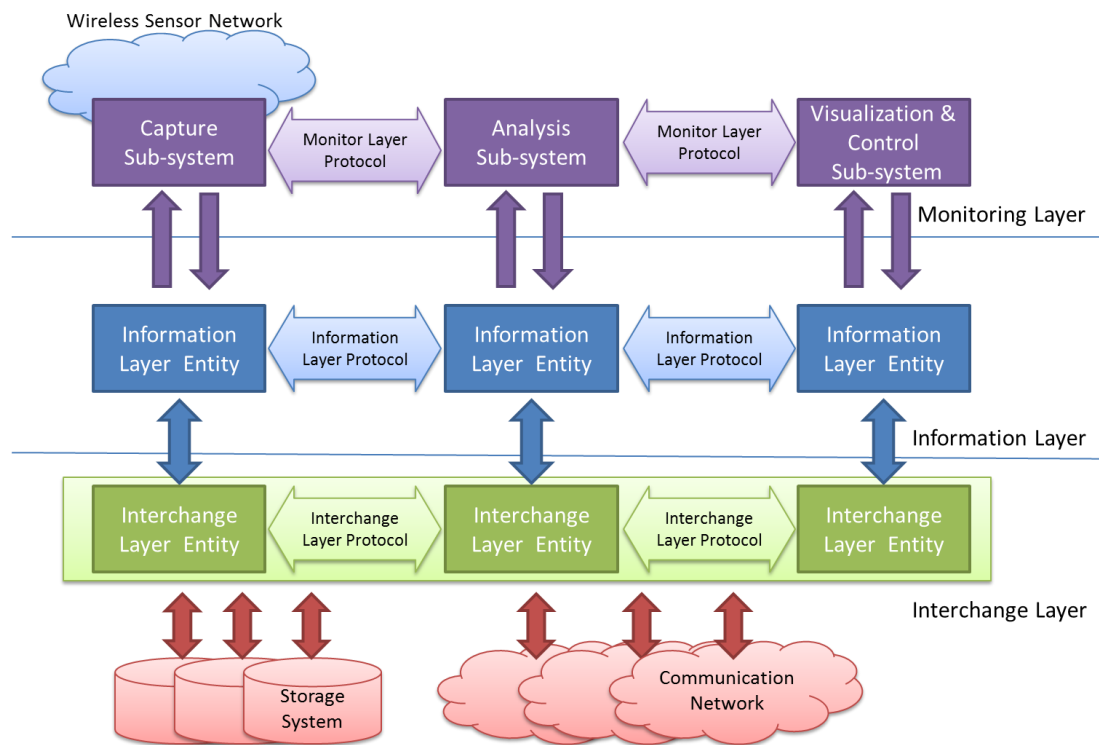 Wireless Sensor Network
Capture
Sub-system
Monitor Layer
Protocol
Analysis
Sub-system
Monitor Layer
Protocol
Visualization &
Control
Sub-system
Monitoring Layer
Information
Layer Entity
Information
Layer Protocol
Information
Layer Entity
Information
Layer Protocol
Information
Layer Entity
Information Layer
Interchange
Layer Entity
Interchange
Layer Protocol
Interchange
Layer Entity
Interchange
Layer Protocol
Interchange
Layer Entity
Interchange Layer
Storage
System
Communication
Network